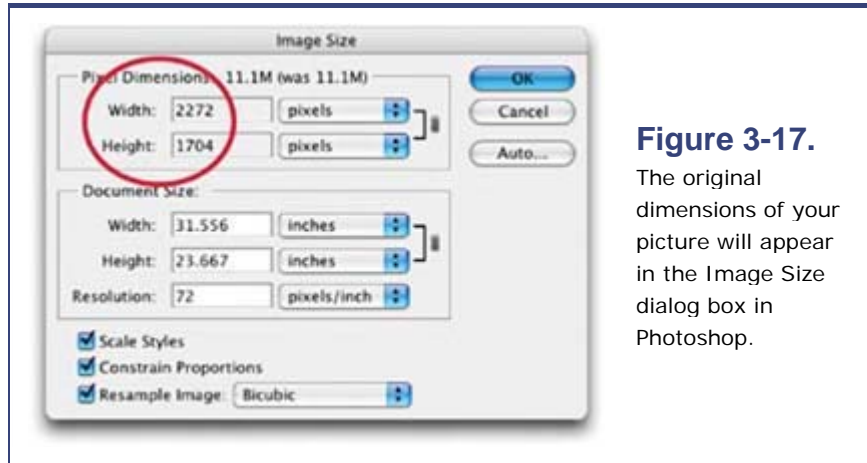 Image Size
Pixel Dimensions: 11.1M (was 11.1M)
Width: 2272 pixels
Height: 1704 pixels
Document Size:
Width: 31.556 inches
Height: 23.667 inches
Resolution: 72 pixels/inch
Scale Styles
Constrain Proportions
Resample Image: Bicubic
OK
Cancel
Auto...
Figure 3-17.
The original
dimensions of your
picture will appear
in the Image Size
dialog box in
Photoshop.